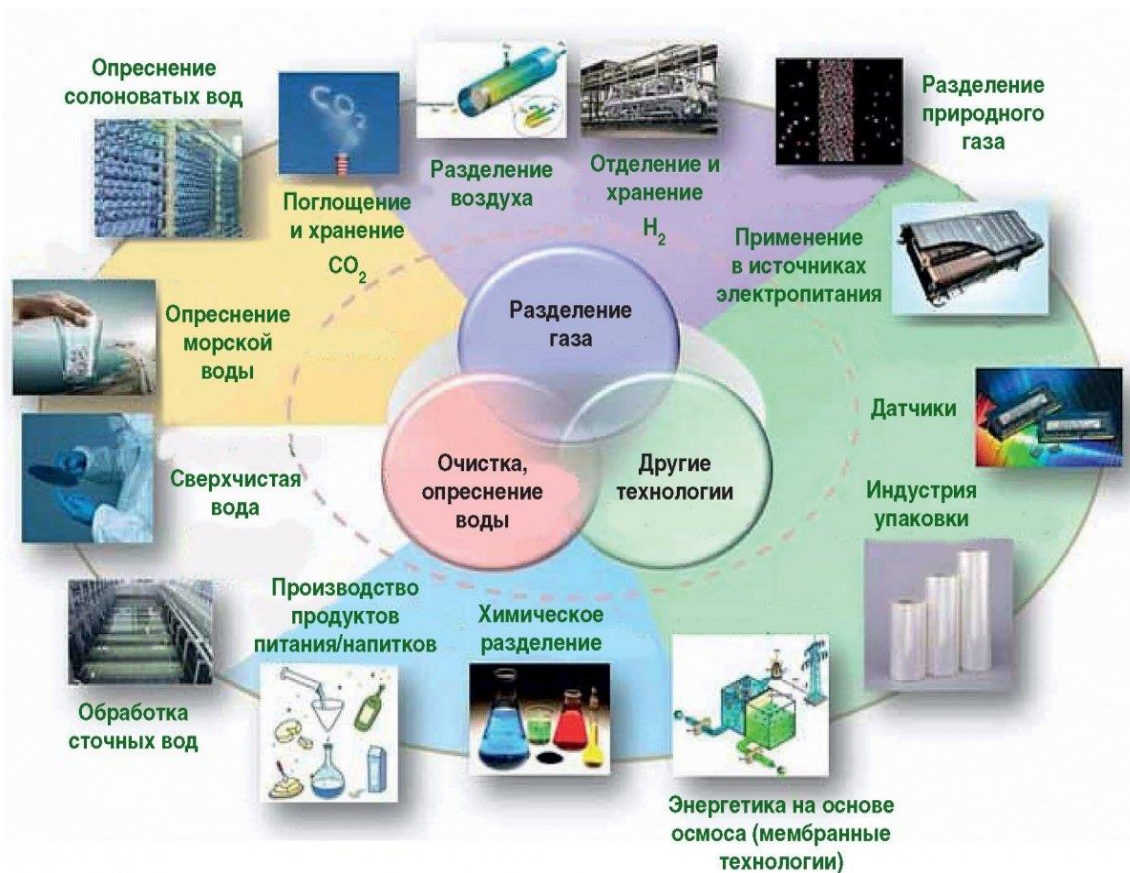 Опреснение
солоноватых вод
Поглощение
и хранение
CO2
Разделение
воздуха
Отделение и
хранение
H2
Разделение
природного
газа
Применение
в источниках
электропитания
Опреснение
морской
воды
Разделение
газа
Датчики
Сверхчистая
вода
Очистка,
опреснение
воды
Другие
технологии
Индустрия
упаковки
Обработка
сточных вод
Производство
продуктов
питания/напитков
Химическое
разделение
Энергетика на основе
осмоса (мембранные
технологии)